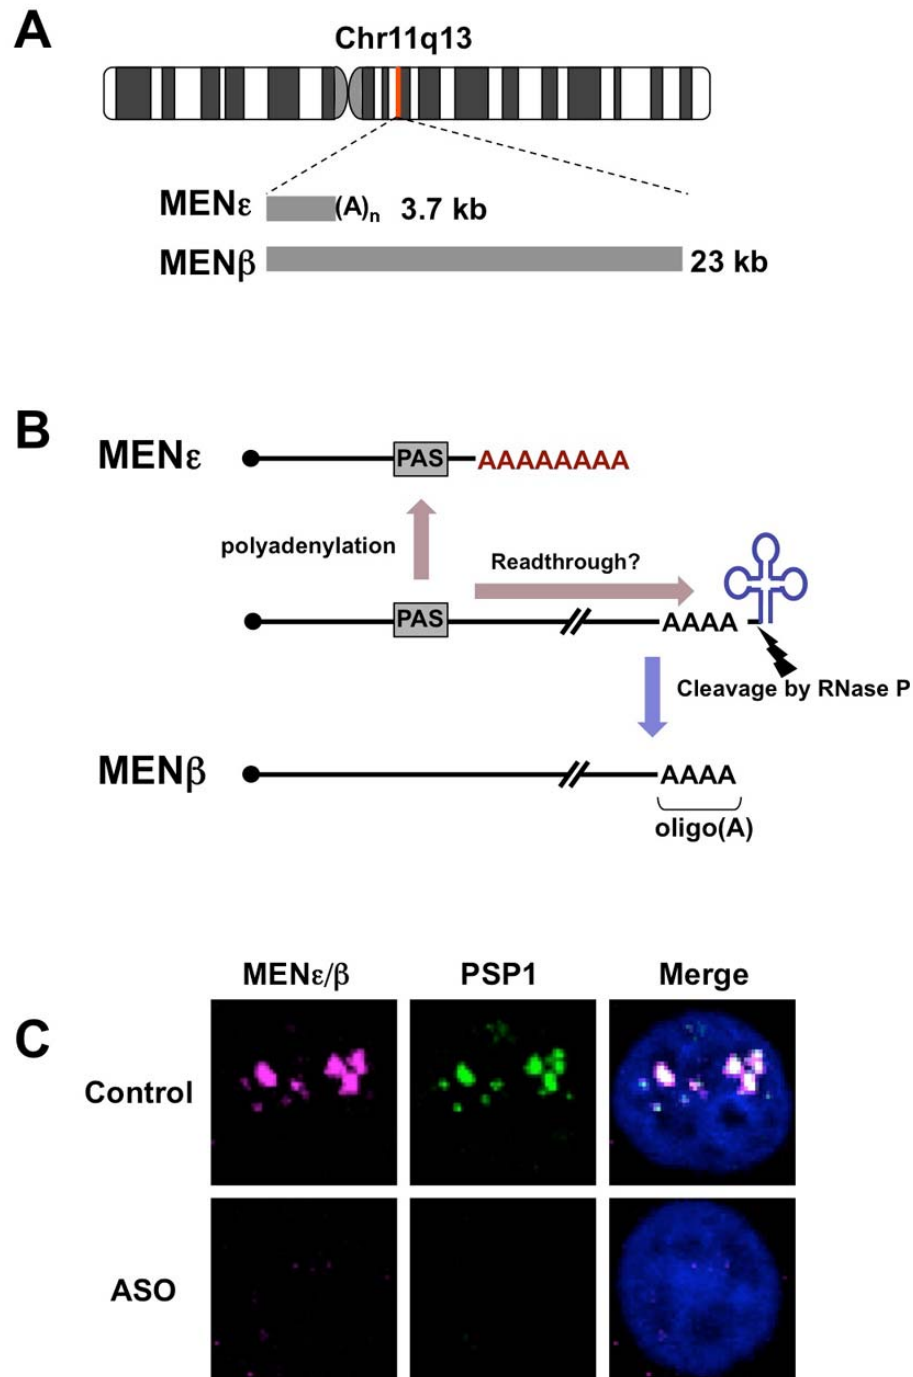 A
Chr11q13
MENε (A)n 3.7 kb
MENβ 23 kb
B
MENε PAS AAAAAAAA
polyadenylation
Readthrough?
PAS AAAA
Cleavage by RNase P
MENβ AAAA
oligo(A)
MENε/β PSP1 Merge
C
Control
ASO